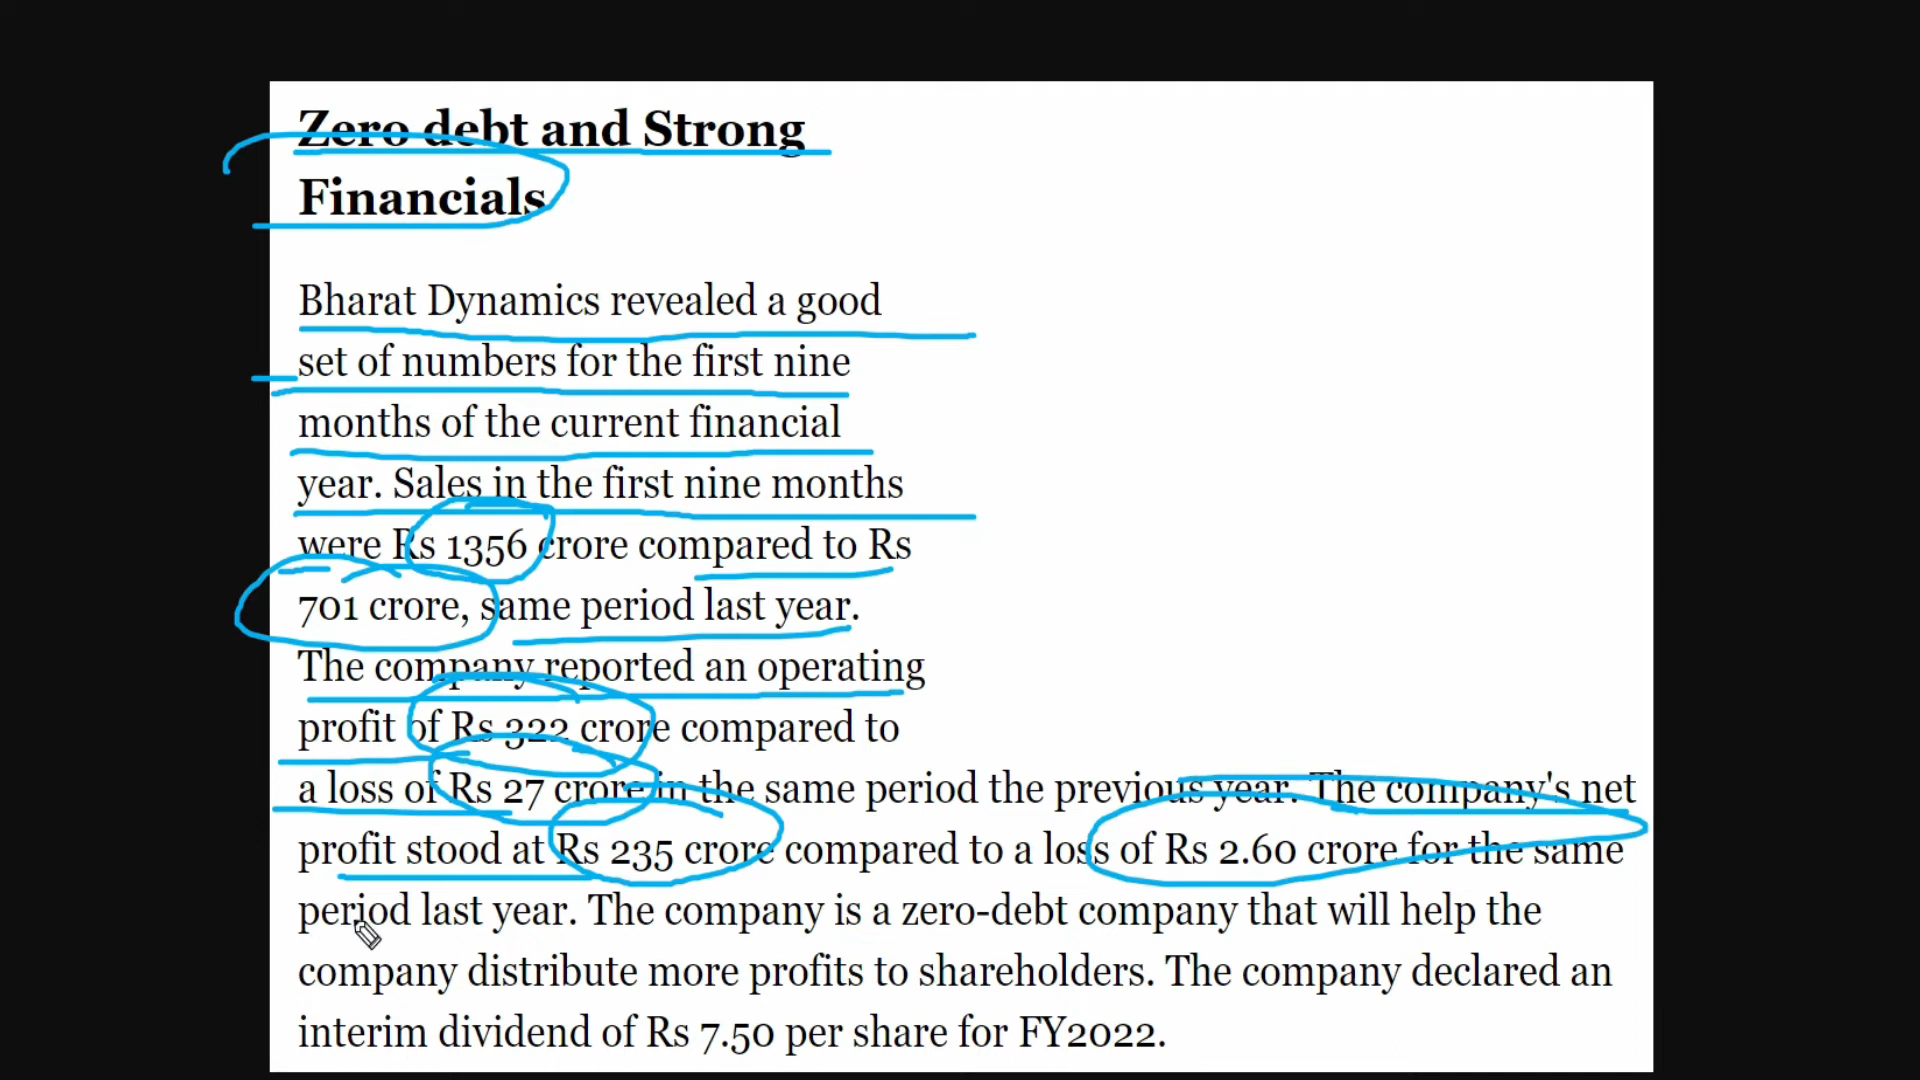 Zero debt and Strong
Financials
Bharat Dynamics revealed a good
set of numbers for the first nine
months of the current financial
year. Sales in the first nine months
were Rs 1356 crore compared to Rs
701 crore, same period last year.
The company reported an operating
profit of Rs 322 crore compared to
a loss of Rs 27 crore in the same period the previous year. The company's net
profit stood at Rs 235 crore compared to a loss of Rs 2.60 crore for the same
period last year. The company is a zero-debt company that will help the
company distribute more profits to shareholders. The company declared an
interim dividend of Rs 7.50 per share for FY2022.